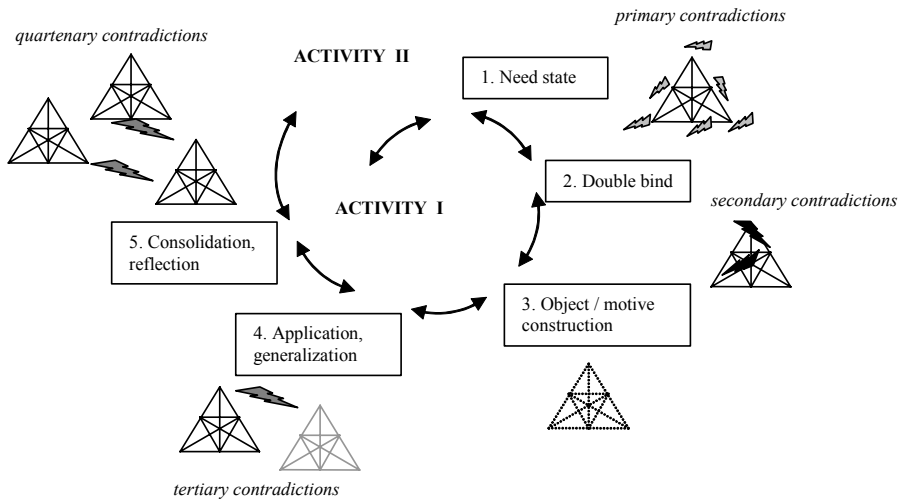 primary contradictions
quartenary contradictions
ACTIVITY II
1. Need state
2. Double bind
secondary contradictions
ACTIVITY I
5. Consolidation,
reflection
3. Object / motive
construction
4. Application,
generalization
tertiary contradictions